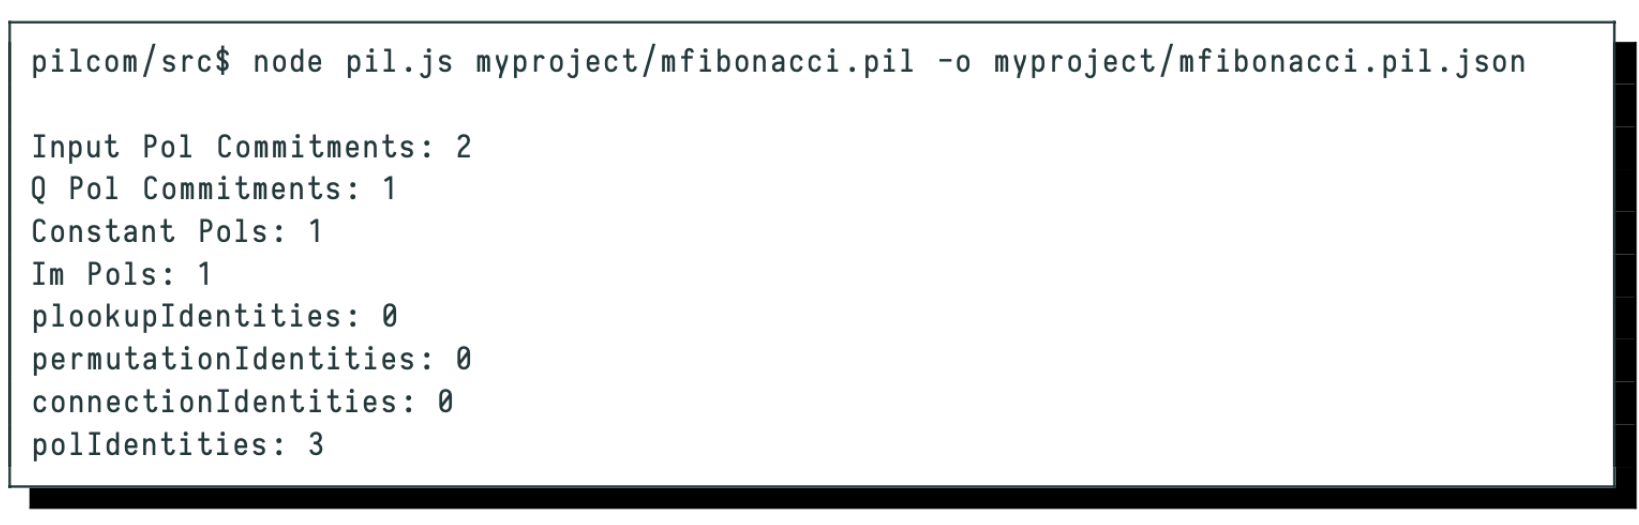 pilcom/src$ node pil.js myproject/mfibonacci.pil -o myproject/mfibonacci.pil.json
Input Pol Commitments: 2
Q Pol Commitments: 1
Constant Pols: 1
Im Pols: 1
plookupIdentities: 0
permutationIdentities: 0
connectionIdentities: 0
polIdentities: 3